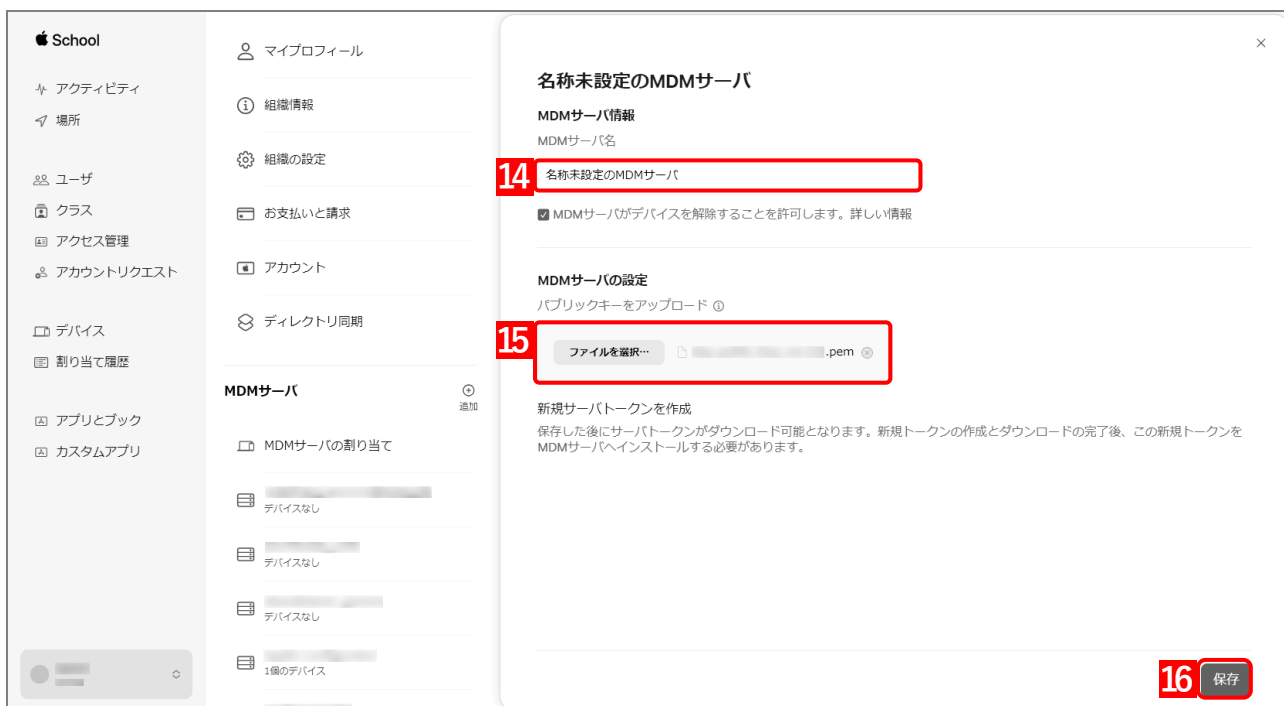 School
アクティビティ
場所
ユーザ
クラス
アクセス管理
アカウントリクエスト
デバイス
割り当て履歴
アプリとブック
カスタムアプリ
マイプロフィール
組織情報
組織の設定
お支払いと請求
アカウント
ディレクトリ同期
MDMサーバ
追加
MDMサーバの割り当て
デバイスなし
デバイスなし
デバイスなし
1個のデバイス
名称未設定のMDMサーバ
MDMサーバ情報
MDMサーバ名
14
名称未設定のMDMサーバ
MDMサーバがデバイスを解除することを許可します。詳しい情報
MDMサーバの設定
パブリックキーをアップロード
15
ファイルを選択… .pem
新規サーバトークンを作成
保存した後にサーバトークンがダウンロード可能となります。新規トークンの作成とダウンロードの完了後、この新規トークンを
MDMサーバへインストールする必要があります。
16
保存